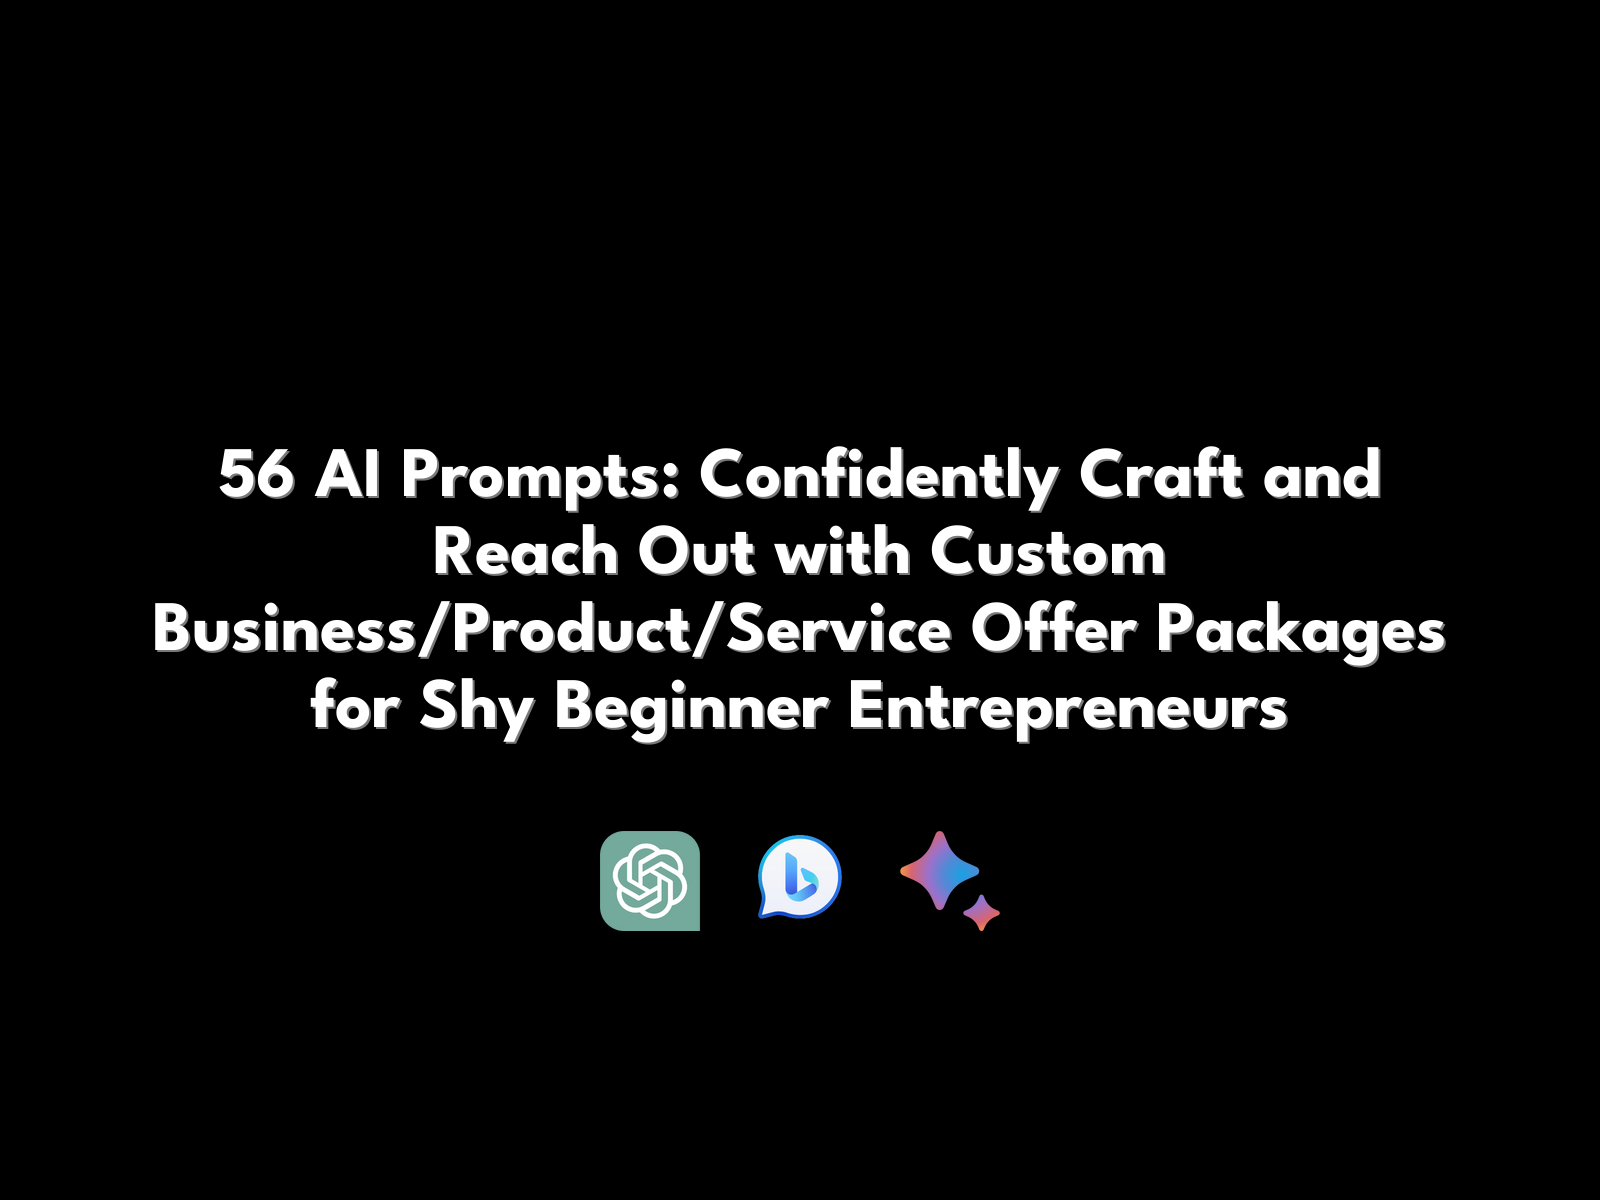 56 AI Prompts: Confidently Craft and
Reach Out with Custom
Business/Product/Service Offer Packages
for Shy Beginner Entrepreneurs